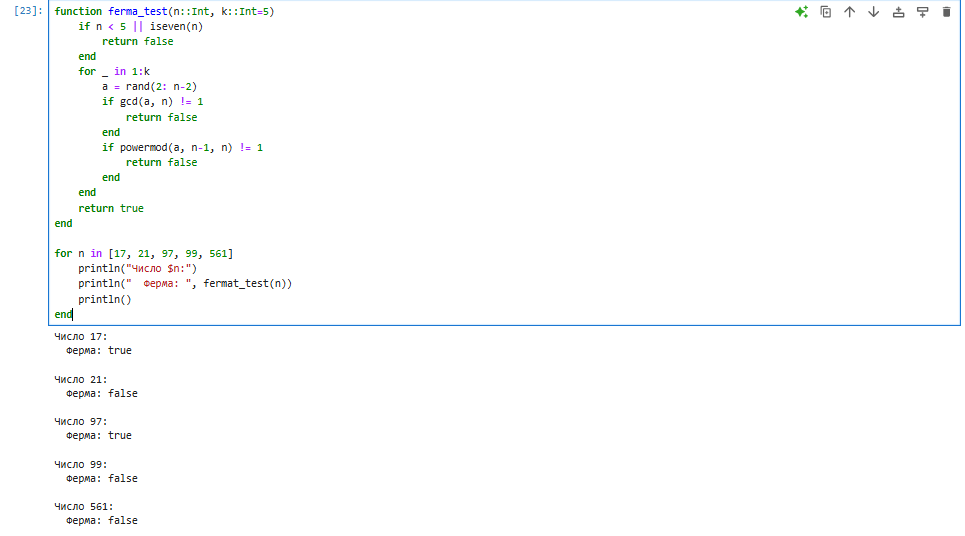 [23]:
function ferma_test(n::Int, k::Int=5)
    if n < 5 || iseven(n)
        return false
    end
    for _ in 1:k
        a = rand(2: n-2)
        if gcd(a, n) != 1
            return false
        end
        if powermod(a, n-1, n) != 1
            return false
        end
    end
    return true
end

for n in [17, 21, 97, 99, 561]
    println("Число $n:")
    println("  Ферма: ", fermat_test(n))
    println()
end
Число 17:
  Ферма: true

Число 21:
  Ферма: false

Число 97:
  Ферма: true

Число 99:
  Ферма: false

Число 561:
  Ферма: false